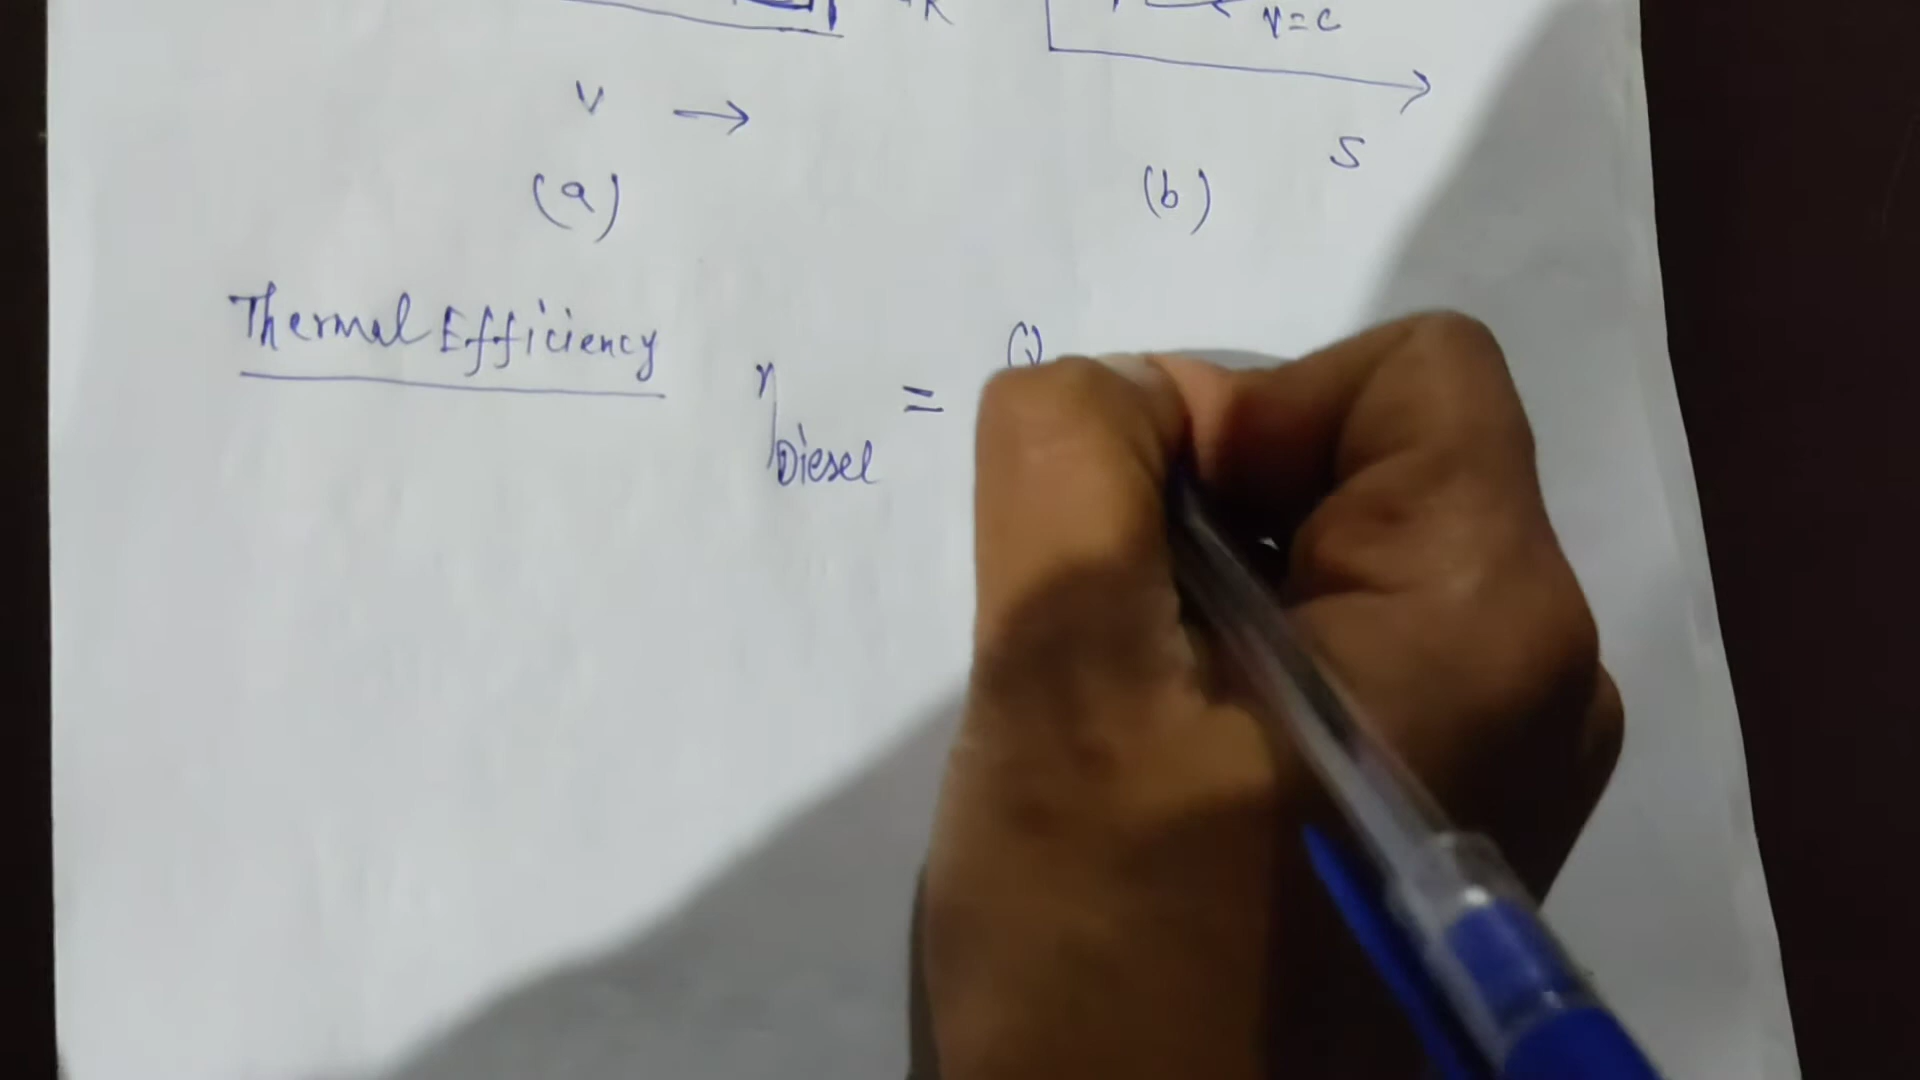 V = C
V →
S
(a) (b)
Thermal Efficiency η Diesel = Q